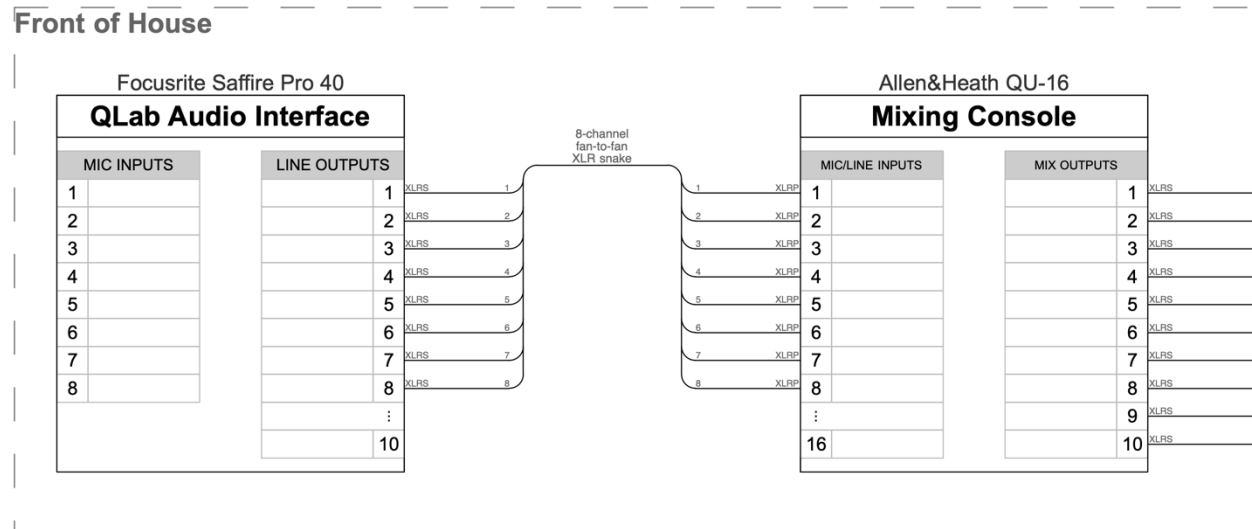 Front of House
Focusrite Saffire Pro 40
QLab Audio Interface
MIC INPUTS
LINE OUTPUTS
1
2
3
4
5
6
7
8
1 XLRS 1
2 XLRS 2
3 XLRS 3
4 XLRS 4
5 XLRS 5
6 XLRS 6
7 XLRS 7
8 XLRS 8
⋮
10
8-channel
fan-to-fan
XLR snake
Allen&Heath QU-16
Mixing Console
MIC/LINE INPUTS
MIX OUTPUTS
1 XLRP 1
2 XLRP 2
3 XLRP 3
4 XLRP 4
5 XLRP 5
6 XLRP 6
7 XLRP 7
8 XLRP 8
⋮
16
1 XLRS
2 XLRS
3 XLRS
4 XLRS
5 XLRS
6 XLRS
7 XLRS
8 XLRS
9 XLRS
10 XLRS